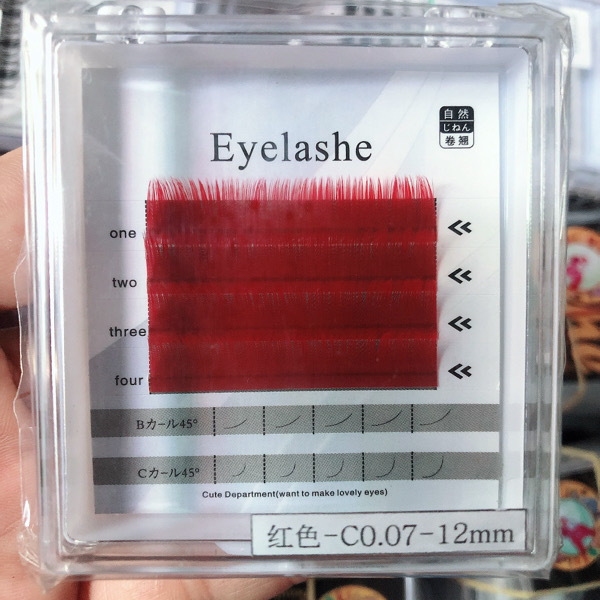 自然
じねん
卷翘
Eyelashe
one
two
three
four
Bカール45°
Cカール45°
Cute Department(want to make lovely eyes)
红色-C0.07-12mm